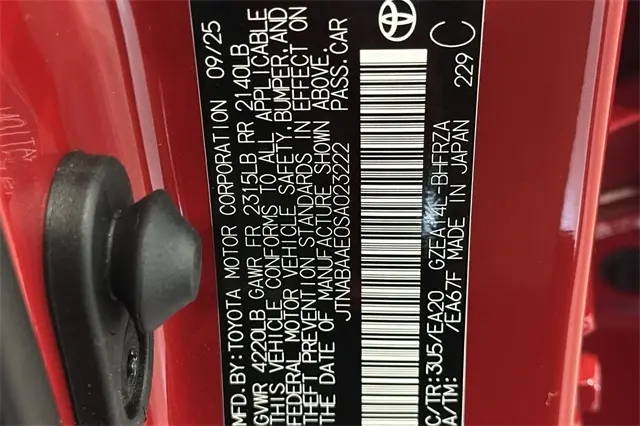 MFD.BY:TOYOTA MOTOR CORPORATION 09/25
GVWR 4220LB GAWR FR 2315LB RR 2140LB
THIS VEHICLE CONFORMS TO ALL APPLICABLE
FEDERAL MOTOR VEHICLE SAFETY, BUMPER, AND
THEFT PREVENTION STANDARDS IN EFFECT ON
THE DATE OF MANUFACTURE SHOWN ABOVE.
JTNABAAE0SA023222 PASS.CAR
C/TR:3U5/EA20 GZEA14L-BHFRZA
A/TM: /EA67F MADE IN JAPAN 229
C